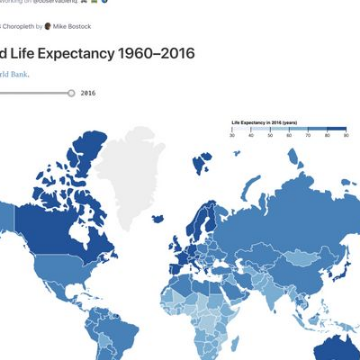 working on @observablehq.
Choropleth by Mike Bostock
d Life Expectancy 1960–2016
rld Bank.
2016
Life Expectancy in 2016 (years)
30 40 50 60 70 80 90